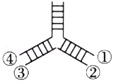 ④ ①
③ ②